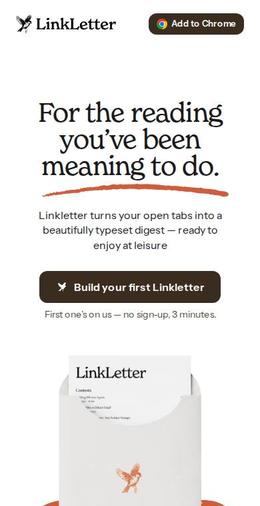 LinkLetter
Add to Chrome
For the reading
you've been
meaning to do.
Linkletter turns your open tabs into a
beautifully typeset digest — ready to
enjoy at leisure
Build your first Linkletter
First one's on us — no sign-up, 3 minutes.
LinkLetter
Contents